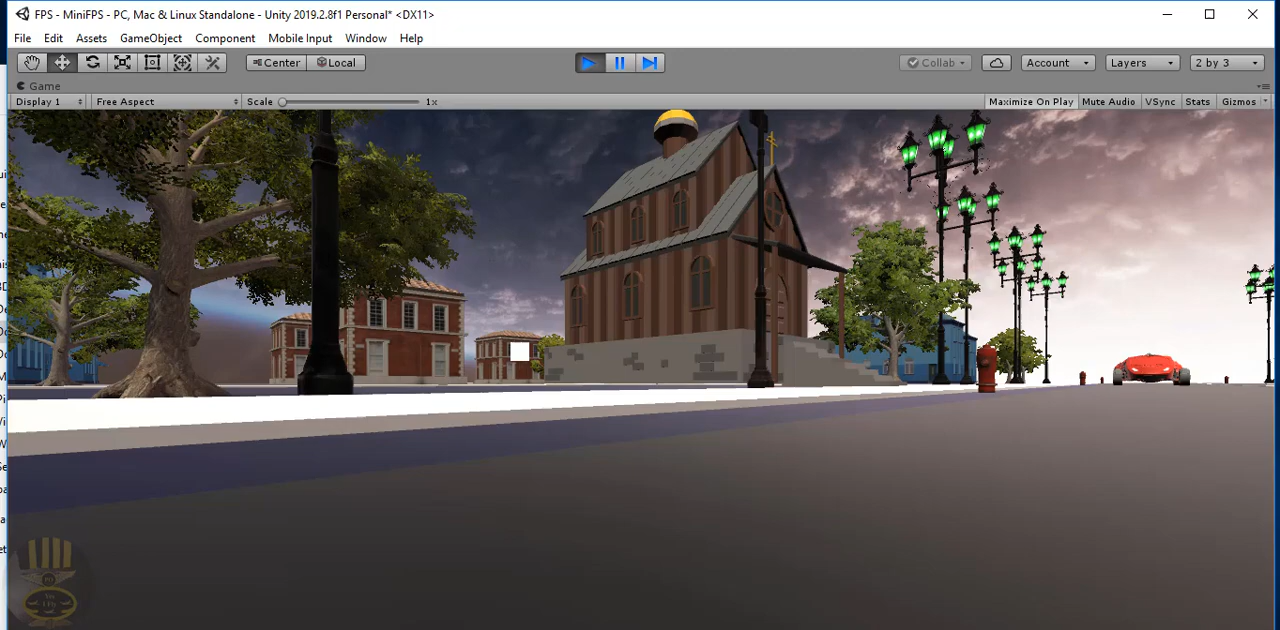 FPS - MiniFPS - PC, Mac & Linux Standalone - Unity 2019.2.8f1 Personal* <DX11>
File Edit Assets GameObject Component Mobile Input Window Help
Center Local Collab Account Layers 2 by 3
Game
Display 1 Free Aspect Scale 1x Maximize On Play Mute Audio VSync Stats Gizmos